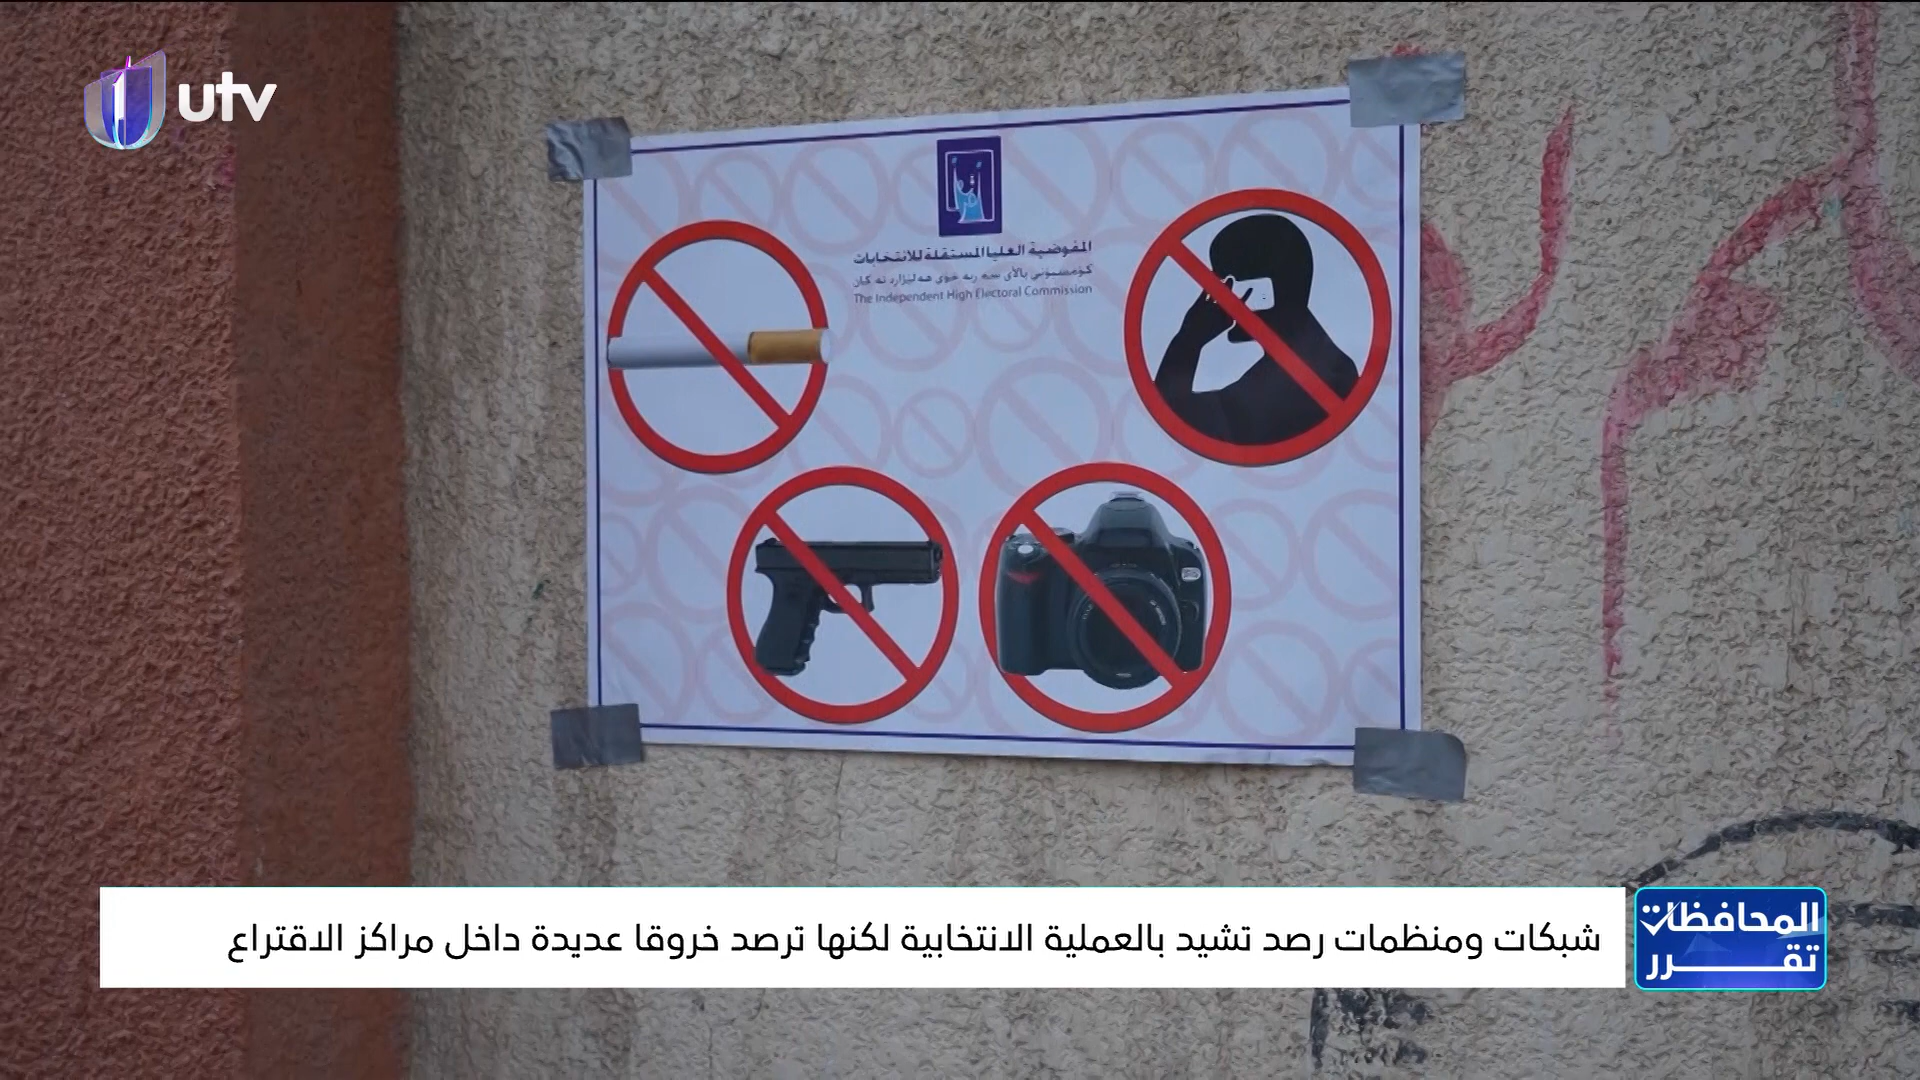 utv
المفوضية العليا المستقلة للانتخابات
The Independent High Electoral Commission
شبكات ومنظمات رصد تشيد بالعملية الانتخابية لكنها ترصد خروقا عديدة داخل مراكز الاقتراع
المحافظات
تقرر